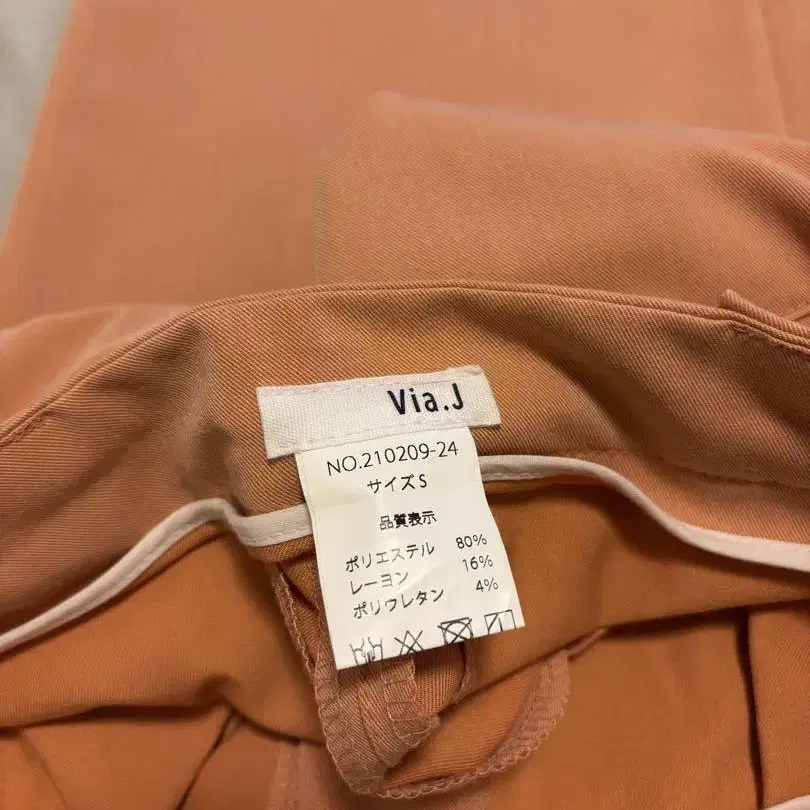 Via.J
NO.210209-24
サイズS
品質表示
ポリエステル 80%
レーヨン 16%
ポリウレタン 4%